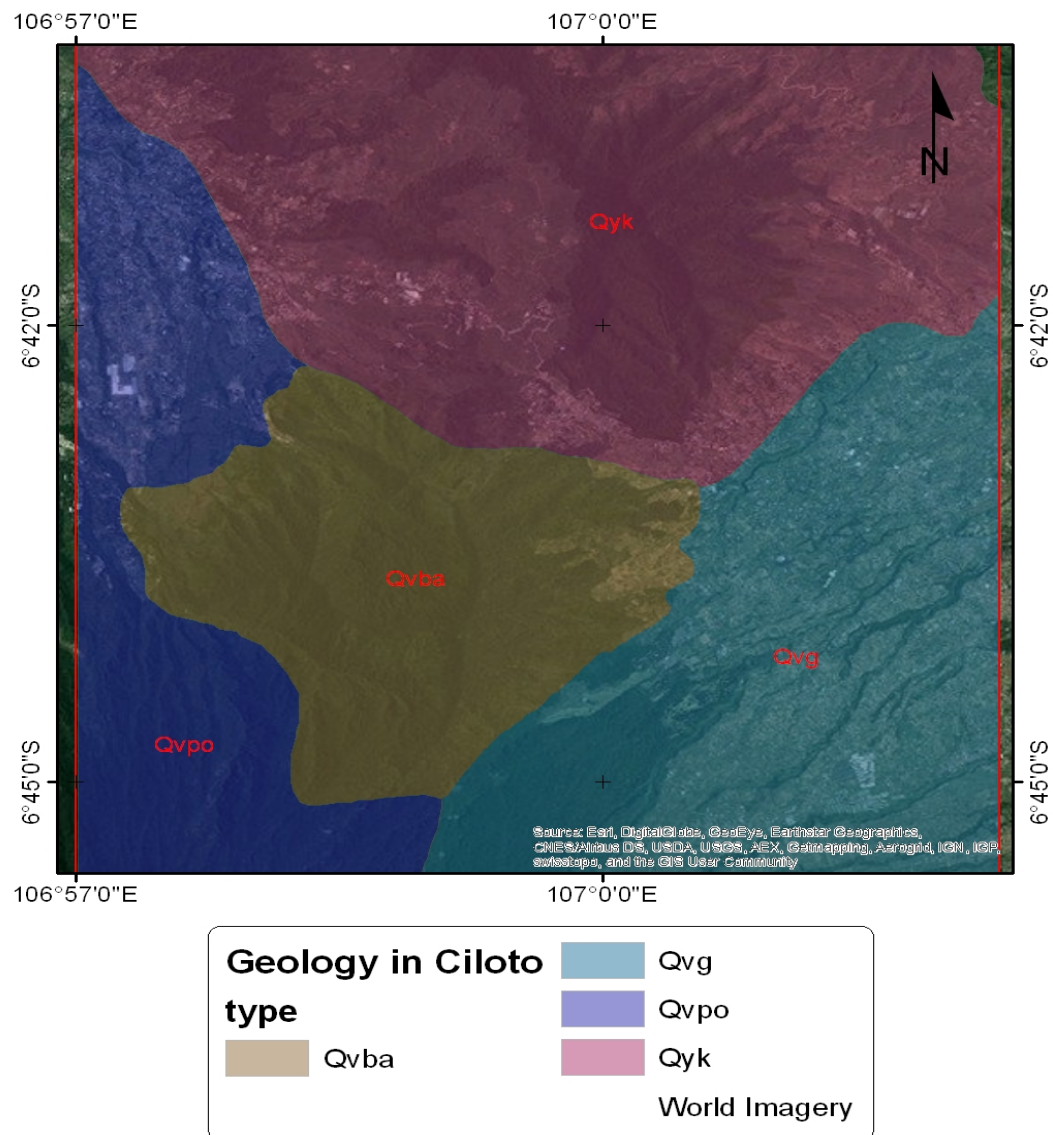 106°57'0"E
107°0'0"E
N
Qyk
6°42'0"S
6°42'0"S
Qvba
Qvg
Qvpo
6°45'0"S
6°45'0"S
Source: Esri, DigitalGlobe, GeoEye, Earthstar Geographics,
CNES/Airbus DS, USDA, USGS, AEX, Getmapping, Aerogrid, IGN, IGP,
swisstopo, and the GIS User Community
106°57'0"E
107°0'0"E
Geology in Ciloto
type
Qvba
Qvg
Qvpo
Qyk
World Imagery